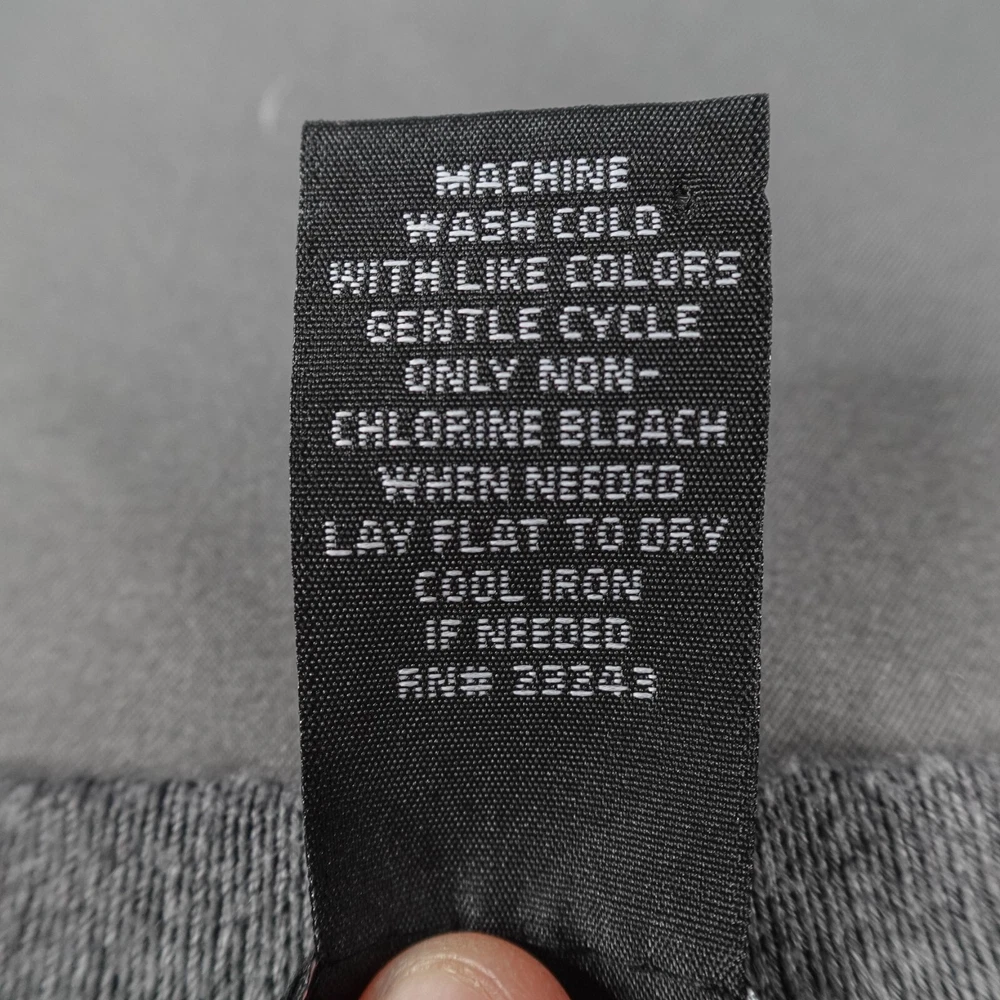 MACHINE
WASH COLD
WITH LIKE COLORS
GENTLE CYCLE
ONLY NON-
CHLORINE BLEACH
WHEN NEEDED
LAY FLAT TO DRY
COOL IRON
IF NEEDED
RN#